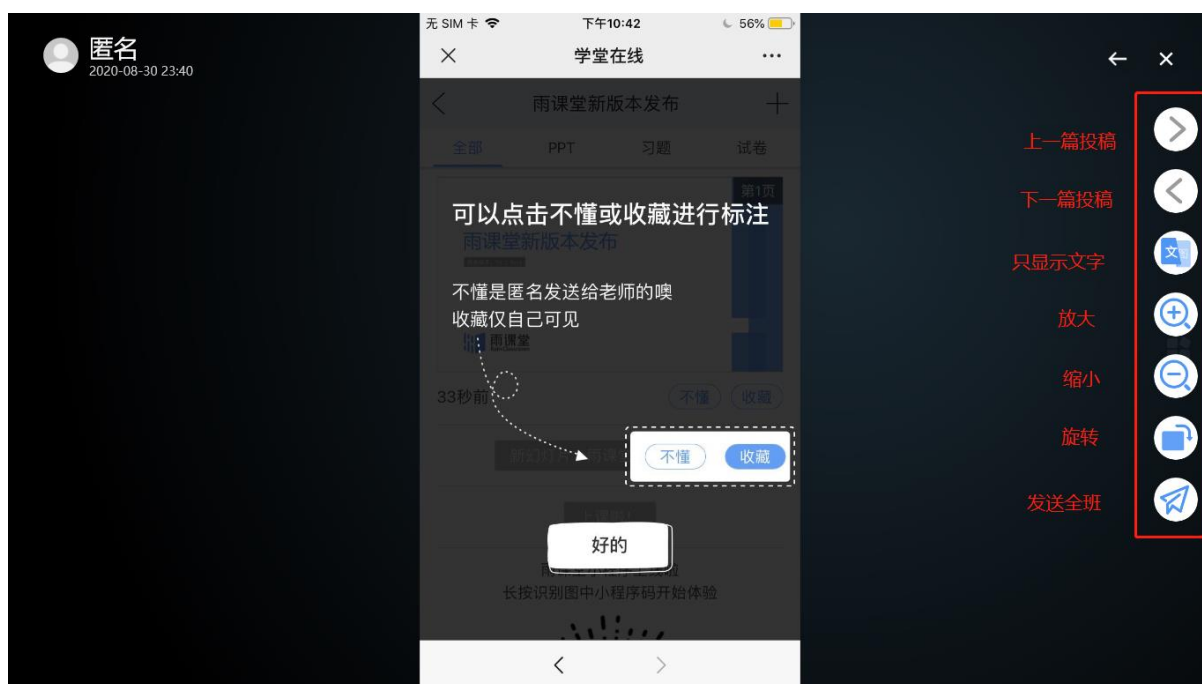 匿名
2020-08-30 23:40
无 SIM 卡
下午10:42
56%
学堂在线
雨课堂新版本发布
全部
PPT
习题
试卷
第1页
可以点击不懂或收藏进行标注
雨课堂新版本发布
不懂是匿名发送给老师的噢
收藏仅自己可见
雨课堂
33秒前
不懂
收藏
不懂
收藏
好的
长按识别图中小程序码开始体验
上一篇投稿
下一篇投稿
只显示文字
文
放大
缩小
旋转
发送全班